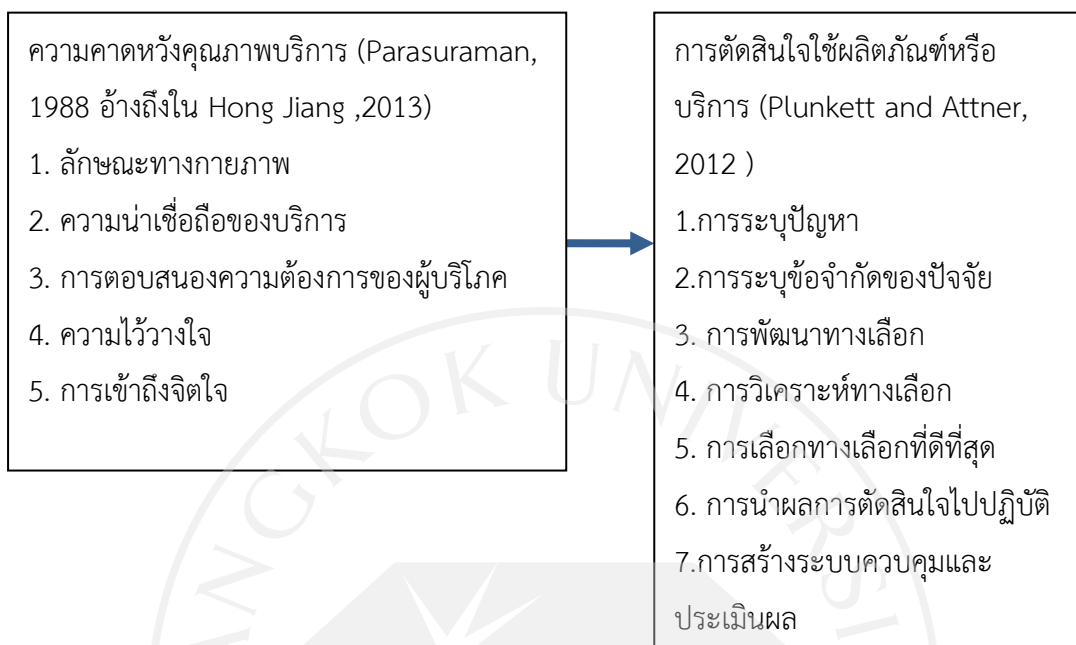 ความคาดหวังคุณภาพบริการ (Parasuraman,
1988 อ้างถึงใน Hong Jiang ,2013)
1. ลักษณะทางกายภาพ
2. ความน่าเชื่อถือของบริการ
3. การตอบสนองความต้องการของผู้บริโภค
4. ความไว้วางใจ
5. การเข้าถึงจิตใจ
การตัดสินใจใช้ผลิตภัณฑ์หรือ
บริการ (Plunkett and Attner,
2012 )
1.การระบุปัญหา
2.การระบุข้อจำกัดของปัจจัย
3. การพัฒนาทางเลือก
4. การวิเคราะห์ทางเลือก
5. การเลือกทางเลือกที่ดีที่สุด
6. การนำผลการตัดสินใจไปปฏิบัติ
7.การสร้างระบบควบคุมและ
ประเมินผล
ANGKOK UNIVERSI